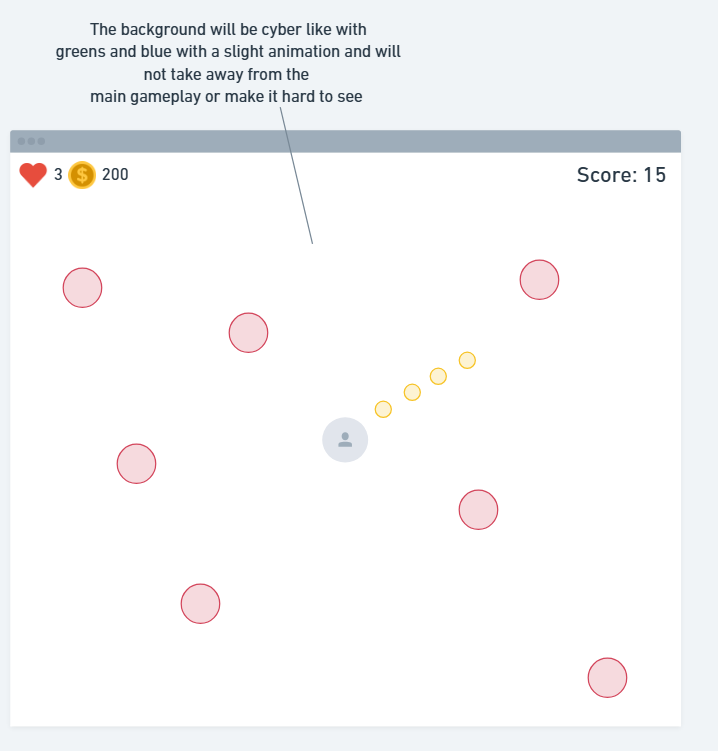 The background will be cyber like with
greens and blue with a slight animation and will
not take away from the
main gameplay or make it hard to see
3 $ 200
Score: 15